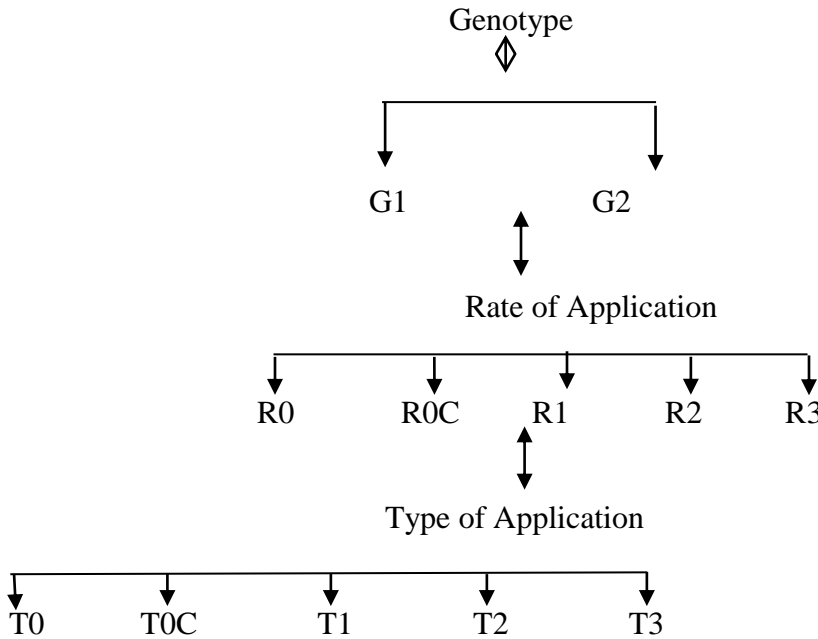 Genotype
G1 G2
Rate of Application
R0 R0C R1 R2 R3
Type of Application
T0 T0C T1 T2 T3